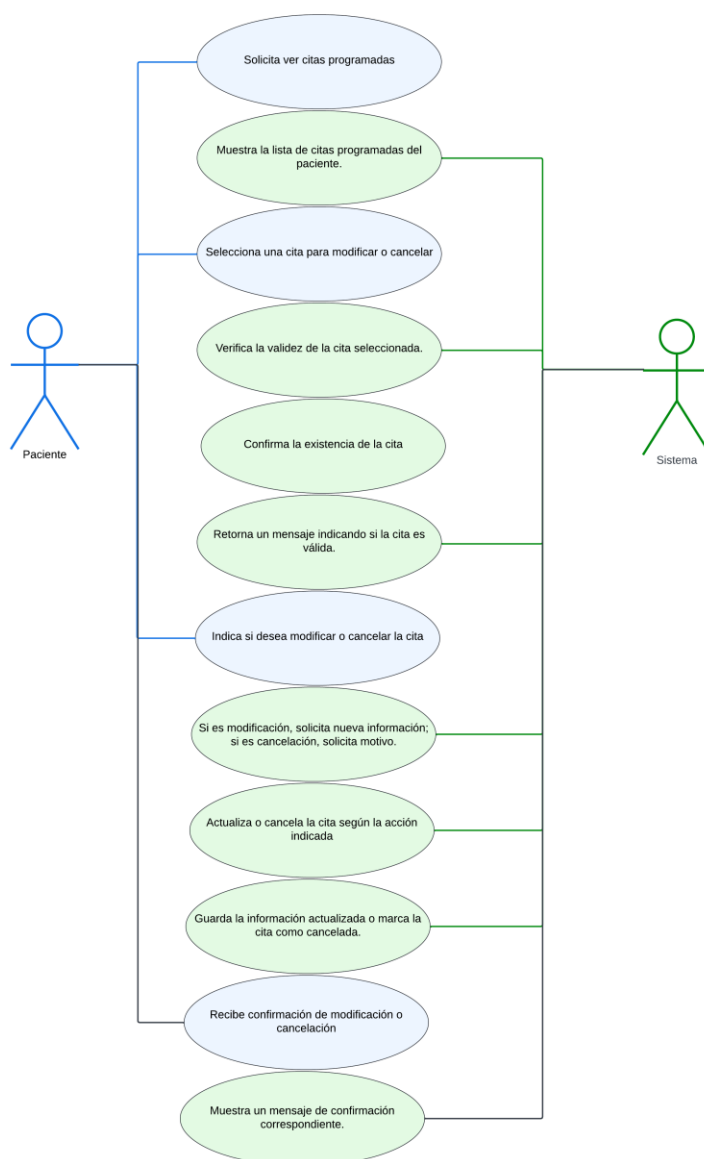 Solicita ver citas programadas
Muestra la lista de citas programadas del
paciente.
Selecciona una cita para modificar o cancelar
Verifica la validez de la cita seleccionada.
Confirma la existencia de la cita
Paciente
Sistema
Retorna un mensaje indicando si la cita es
válida.
Indica si desea modificar o cancelar la cita
Si es modificación, solicita nueva información;
si es cancelación, solicita motivo.
Actualiza o cancela la cita según la acción
indicada
Guarda la información actualizada o marca la
cita como cancelada.
Recibe confirmación de modificación o
cancelación
Muestra un mensaje de confirmación
correspondiente.